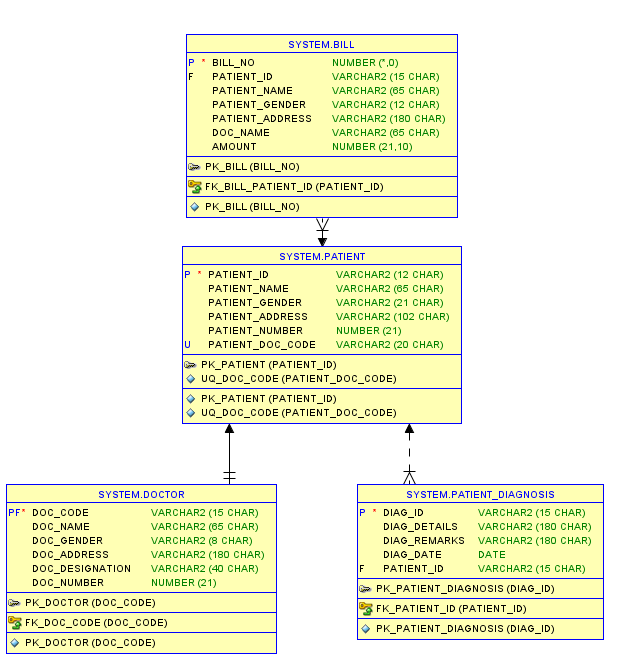 SYSTEM.BILL
P * BILL_NO NUMBER (*,0)
F PATIENT_ID VARCHAR2 (15 CHAR)
PATIENT_NAME VARCHAR2 (65 CHAR)
PATIENT_GENDER VARCHAR2 (12 CHAR)
PATIENT_ADDRESS VARCHAR2 (180 CHAR)
DOC_NAME VARCHAR2 (65 CHAR)
AMOUNT NUMBER (21,10)
PK_BILL (BILL_NO)
FK_BILL_PATIENT_ID (PATIENT_ID)
PK_BILL (BILL_NO)
SYSTEM.PATIENT
P * PATIENT_ID VARCHAR2 (12 CHAR)
PATIENT_NAME VARCHAR2 (65 CHAR)
PATIENT_GENDER VARCHAR2 (21 CHAR)
PATIENT_ADDRESS VARCHAR2 (102 CHAR)
PATIENT_NUMBER NUMBER (21)
U PATIENT_DOC_CODE VARCHAR2 (20 CHAR)
PK_PATIENT (PATIENT_ID)
UQ_DOC_CODE (PATIENT_DOC_CODE)
PK_PATIENT (PATIENT_ID)
UQ_DOC_CODE (PATIENT_DOC_CODE)
SYSTEM.DOCTOR
PF* DOC_CODE VARCHAR2 (15 CHAR)
DOC_NAME VARCHAR2 (65 CHAR)
DOC_GENDER VARCHAR2 (8 CHAR)
DOC_ADDRESS VARCHAR2 (180 CHAR)
DOC_DESIGNATION VARCHAR2 (40 CHAR)
DOC_NUMBER NUMBER (21)
PK_DOCTOR (DOC_CODE)
FK_DOC_CODE (DOC_CODE)
PK_DOCTOR (DOC_CODE)
SYSTEM.PATIENT_DIAGNOSIS
P * DIAG_ID VARCHAR2 (15 CHAR)
DIAG_DETAILS VARCHAR2 (180 CHAR)
DIAG_REMARKS VARCHAR2 (180 CHAR)
DIAG_DATE DATE
F PATIENT_ID VARCHAR2 (15 CHAR)
PK_PATIENT_DIAGNOSIS (DIAG_ID)
FK_PATIENT_ID (PATIENT_ID)
PK_PATIENT_DIAGNOSIS (DIAG_ID)